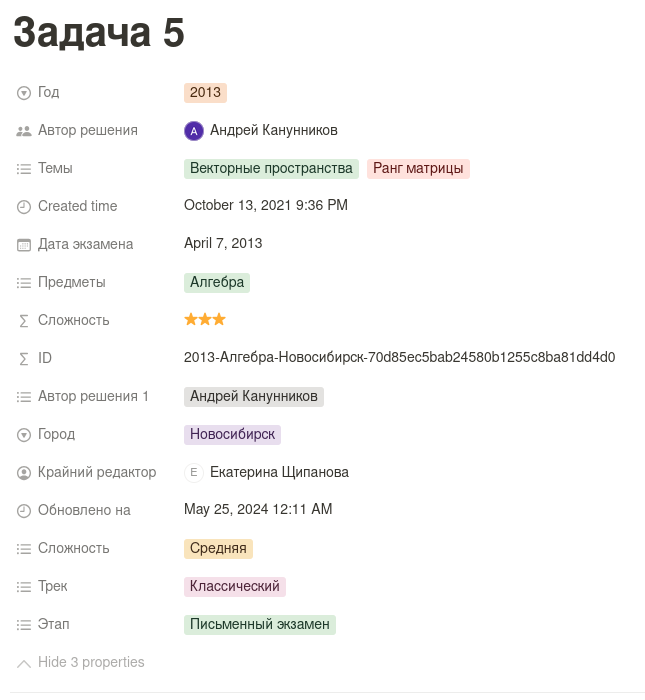 Задача 5
Год 2013
Автор решения A Андрей Канунников
Темы Векторные пространства Ранг матрицы
Created time October 13, 2021 9:36 PM
Дата экзамена April 7, 2013
Предметы Алгебра
Сложность ⭐⭐⭐
ID 2013-Алгебра-Новосибирск-70d85ec5bab24580b1255c8ba81dd4d0
Автор решения 1 Андрей Канунников
Город Новосибирск
Крайний редактор E Екатерина Щипанова
Обновлено на May 25, 2024 12:11 AM
Сложность Средняя
Трек Классический
Этап Письменный экзамен
Hide 3 properties